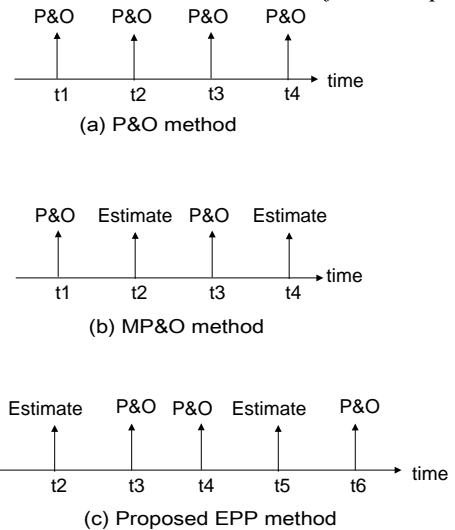 P&O P&O P&O P&O
time
t1 t2 t3 t4
(a) P&O method
P&O Estimate P&O Estimate
time
t1 t2 t3 t4
(b) MP&O method
Estimate P&O P&O Estimate P&O
time
t2 t3 t4 t5 t6
(c) Proposed EPP method